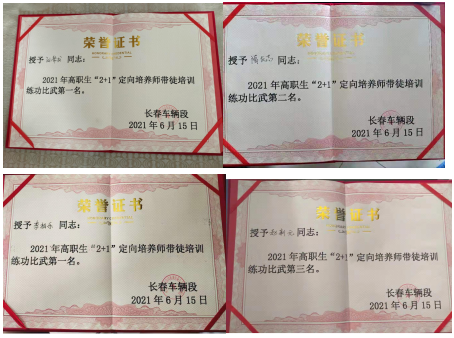 荣誉证书
授予 同志：
2021年高职生“2+1”定向培养师带徒培训
练功比武第一名。
长春车辆段
2021年6月15日
荣誉证书
授予 同志：
2021年高职生“2+1”定向培养师带徒培训
练功比武第二名。
长春车辆段
2021年6月15日
荣誉证书
授予 同志：
2021年高职生“2+1”定向培养师带徒培训
练功比武第一名。
长春车辆段
2021年6月15日
荣誉证书
授予 同志：
2021年高职生“2+1”定向培养师带徒培训
练功比武第三名。
长春车辆段
2021年6月15日